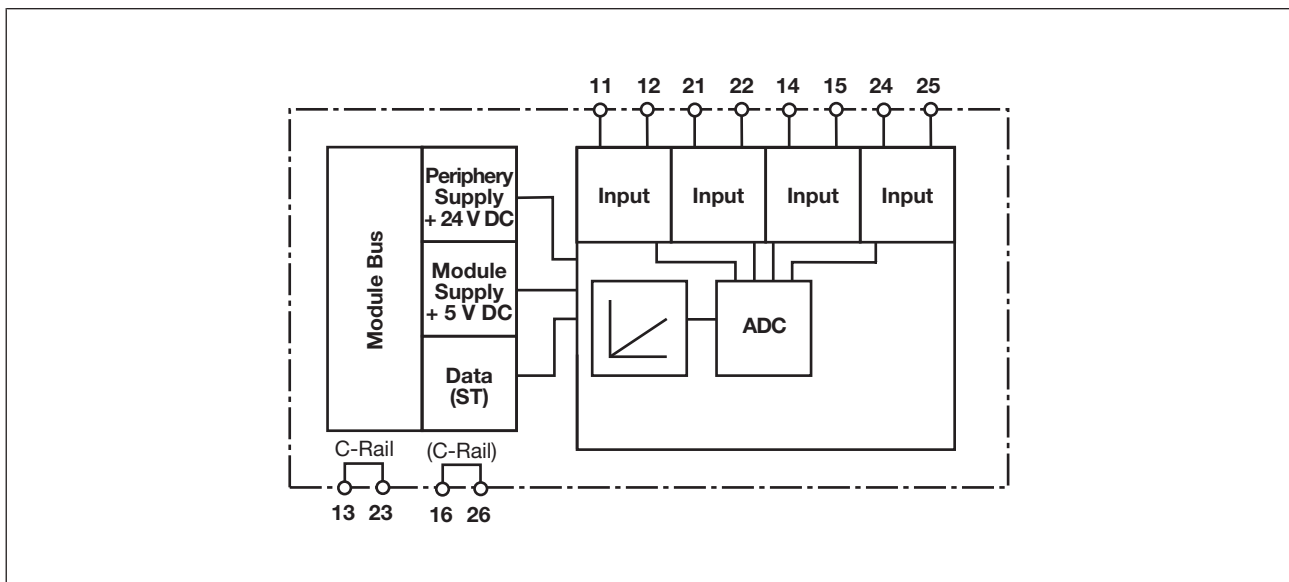 11 12 21 22 14 15 24 25
Periphery
Supply
+ 24 V DC
Input Input Input Input
Module Bus
Module
Supply
+ 5 V DC
ADC
Data
(ST)
C-Rail (C-Rail)
13 23 16 26